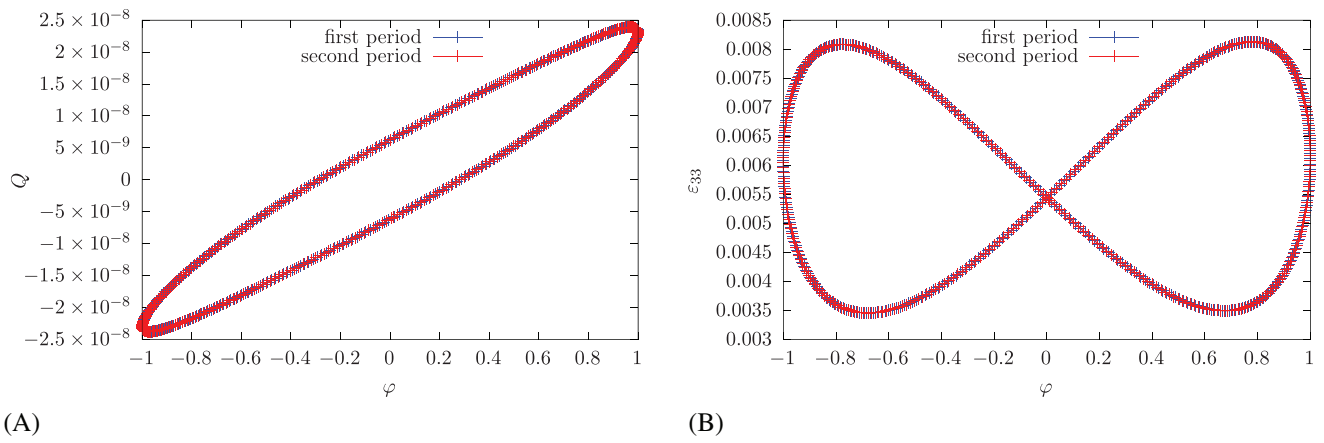 2.5 × 10⁻⁸
2 × 10⁻⁸
1.5 × 10⁻⁸
1 × 10⁻⁸
5 × 10⁻⁹
0
−5 × 10⁻⁹
−1 × 10⁻⁸
−1.5 × 10⁻⁸
−2 × 10⁻⁸
−2.5 × 10⁻⁸
Q
first period
second period
−1 −0.8 −0.6 −0.4 −0.2 0 0.2 0.4 0.6 0.8 1
φ
(A)
0.0085
0.008
0.0075
0.007
0.0065
0.006
0.0055
0.005
0.0045
0.004
0.0035
0.003
ε₃₃
first period
second period
−1 −0.8 −0.6 −0.4 −0.2 0 0.2 0.4 0.6 0.8 1
φ
(B)